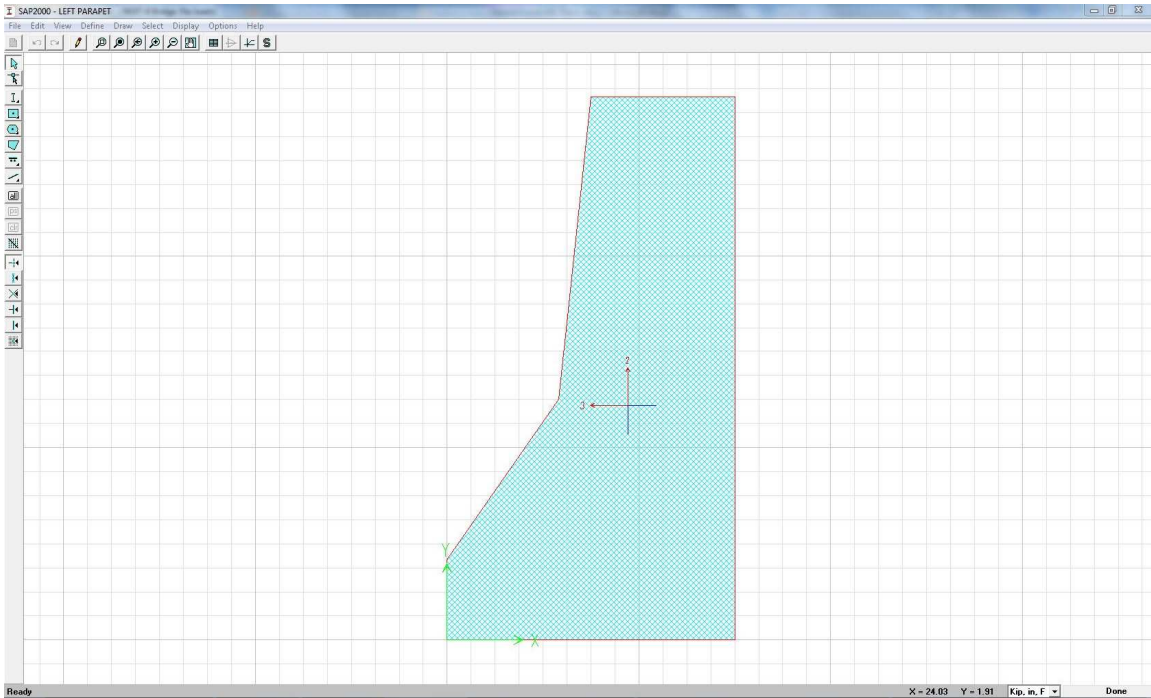 SAP2000 - LEFT PARAPET
File Edit View Define Draw Select Display Options Help
S
2
3
Y
X
Ready X = 24.03 Y = 1.91 Kip, in, F Done